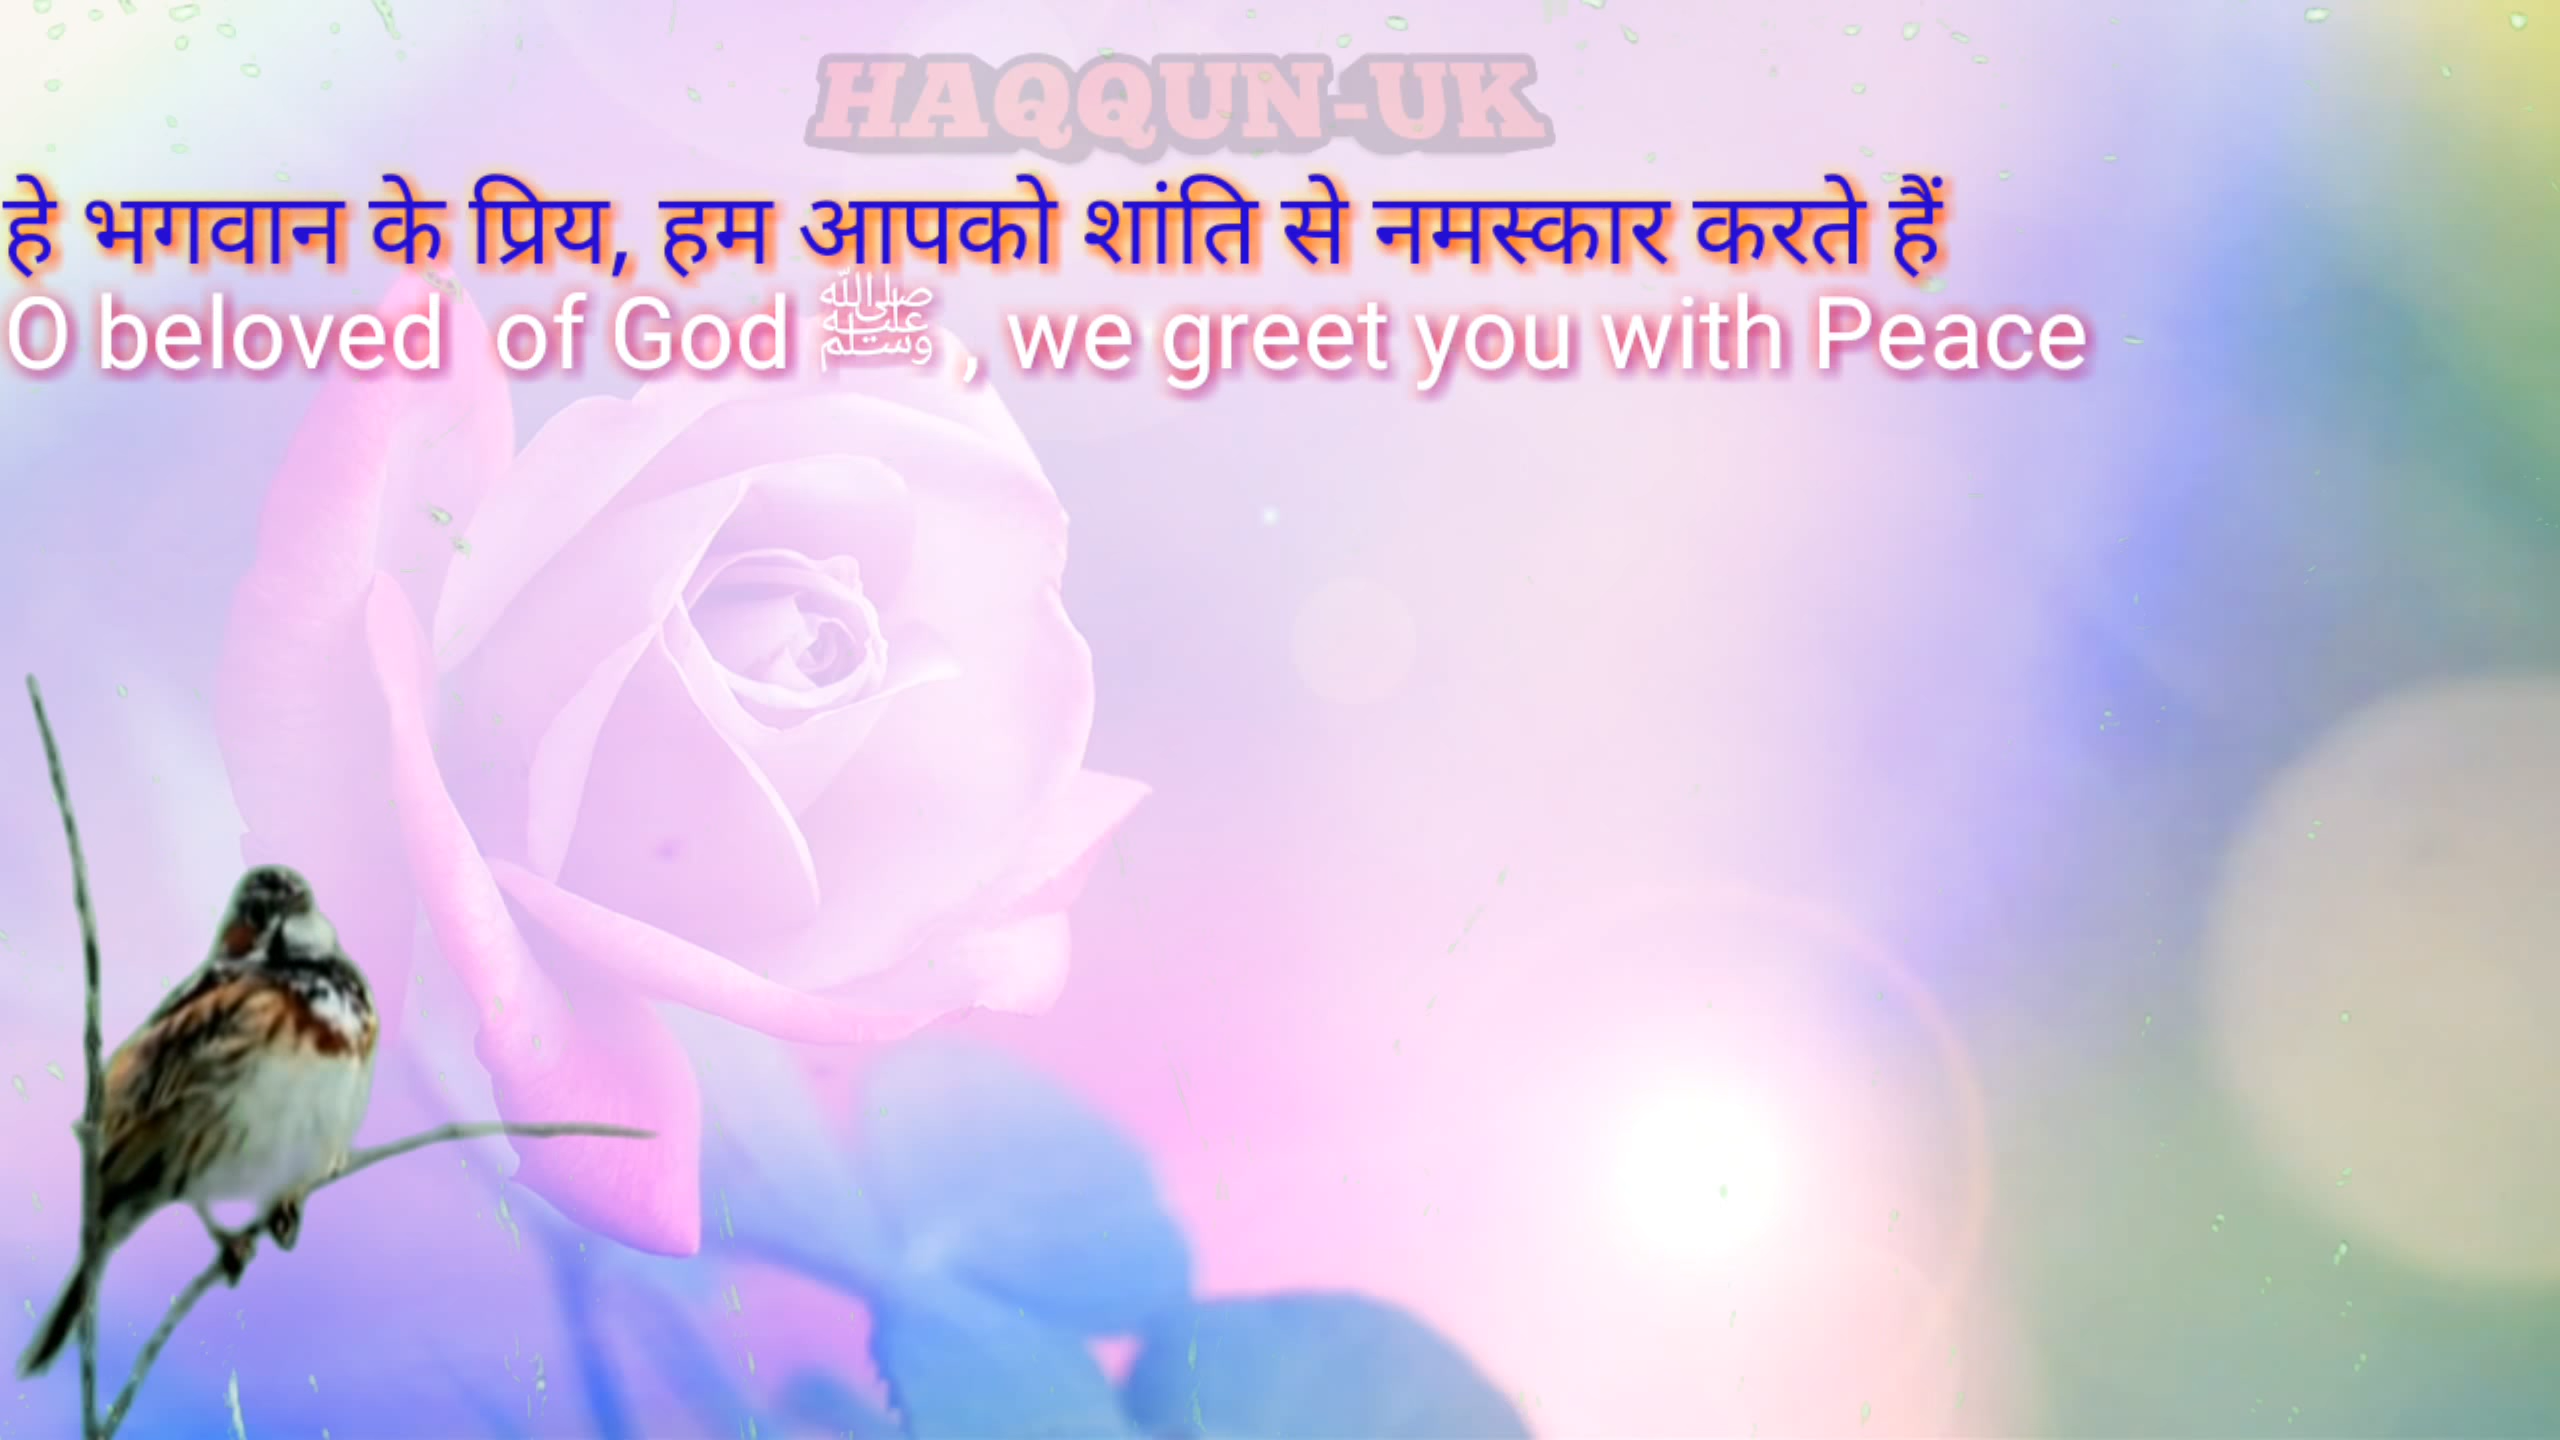 HAQQUN-UK
हे भगवान के प्रिय, हम आपको शांति से नमस्कार करते हैं
O beloved  of God ﷺ, we greet you with Peace